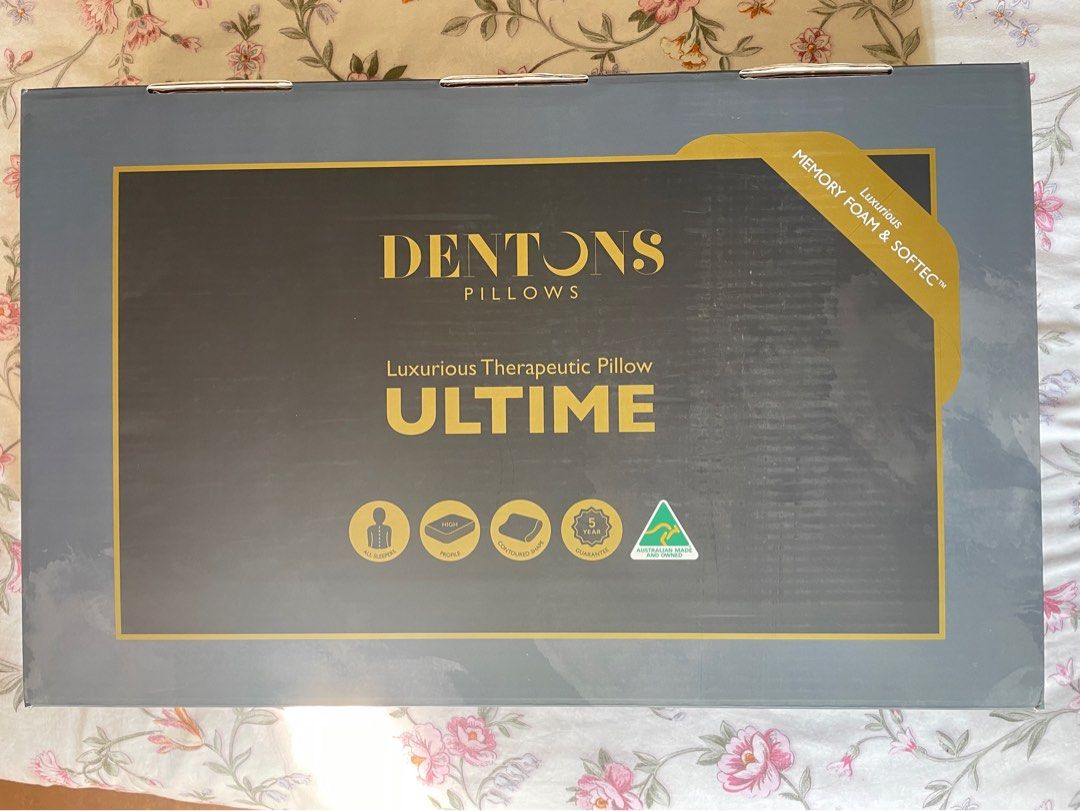 Luxurious
MEMORY FOAM & SOFTEC™
DENTONS
PILLOWS
Luxurious Therapeutic Pillow
ULTIME
ALL SLEEPERS
HIGH
PROFILE
CONTOURED SHAPE
5
YEAR
GUARANTEE
AUSTRALIAN MADE
AND OWNED